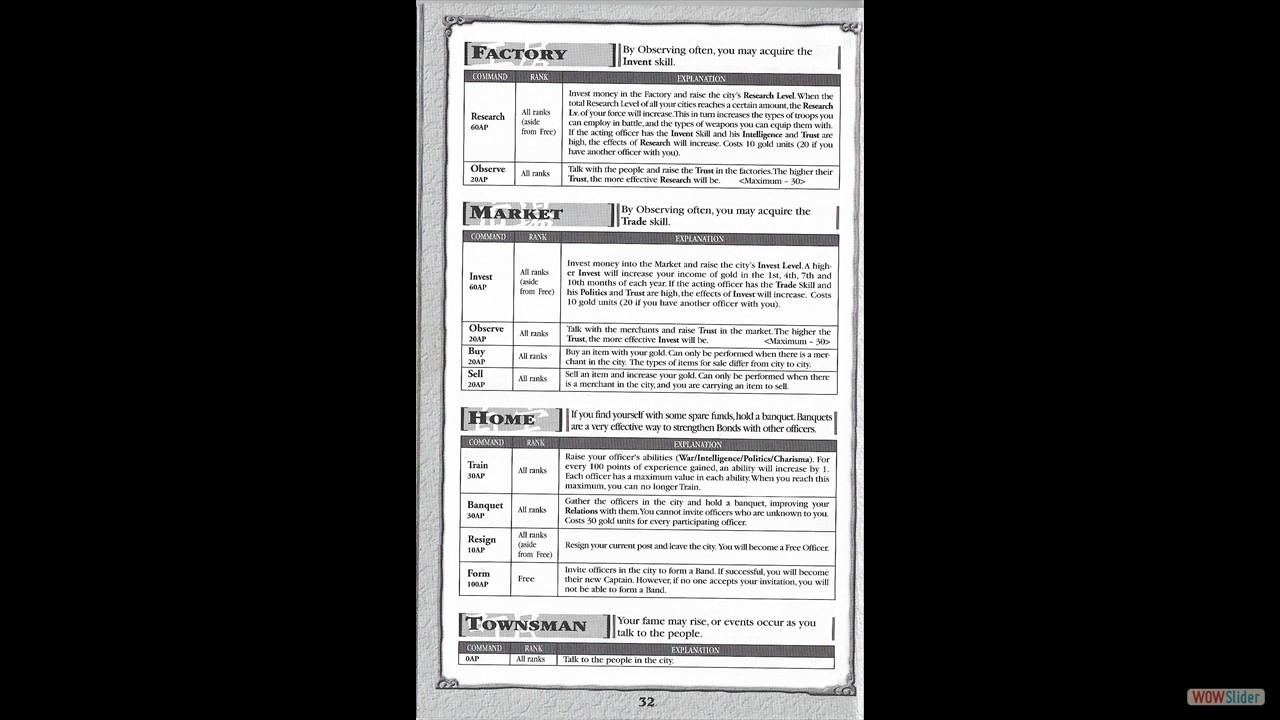 FACTORY
By Observing often, you may acquire the
Invent skill.
COMMAND RANK EXPLANATION
Research
60AP
All ranks
(aside
from Free)
Invest money in the Factory and raise the city's Research Level. When the
total Research Level of all your cities reaches a certain amount, the Research
Lv. of your force will increase. This in turn increases the types of troops you
can employ in battle, and the types of weapons you can equip them with.
If the acting officer has the Invent Skill and his Intelligence and Trust are
high, the effects of Research will increase. Costs 10 gold units (20 if you
have another officer with you).
Observe
20AP
All ranks
Talk with the people and raise the Trust in the factories. The higher their
Trust, the more effective Research will be. <Maximum – 30>
MARKET
By Observing often, you may acquire the
Trade skill.
COMMAND RANK EXPLANATION
Invest
60AP
All ranks
(aside
from Free)
Invest money into the Market and raise the city's Invest Level. A high-
er Invest will increase your income of gold in the 1st, 4th, 7th and
10th months of each year. If the acting officer has the Trade Skill and
his Politics and Trust are high, the effects of Invest will increase. Costs
10 gold units (20 if you have another officer with you).
Observe
20AP
All ranks
Talk with the merchants and raise Trust in the market. The higher the
Trust, the more effective Invest will be. <Maximum – 30>
Buy
20AP
All ranks
Buy an item with your gold. Can only be performed when there is a mer-
chant in the city. The types of items for sale differ from city to city.
Sell
20AP
All ranks
Sell an item and increase your gold. Can only be performed when there
is a merchant in the city, and you are carrying an item to sell.
HOME
If you find yourself with some spare funds, hold a banquet. Banquets
are a very effective way to strengthen Bonds with other officers.
COMMAND RANK EXPLANATION
Train
30AP
All ranks
Raise your officer's abilities (War/Intelligence/Politics/Charisma). For
every 100 points of experience gained, an ability will increase by 1.
Each officer has a maximum value in each ability. When you reach this
maximum, you can no longer Train.
Banquet
30AP
All ranks
Gather the officers in the city and hold a banquet, improving your
Relations with them. You cannot invite officers who are unknown to you.
Costs 30 gold units for every participating officer.
Resign
10AP
All ranks
(aside
from Free)
Resign your current post and leave the city. You will become a Free Officer.
Form
100AP
Free
Invite officers in the city to form a Band. If successful, you will become
their new Captain. However, if no one accepts your invitation, you will
not be able to form a Band.
TOWNSMAN
Your fame may rise, or events occur as you
talk to the people.
COMMAND RANK EXPLANATION
0AP All ranks Talk to the people in the city.
32
WOWSlider